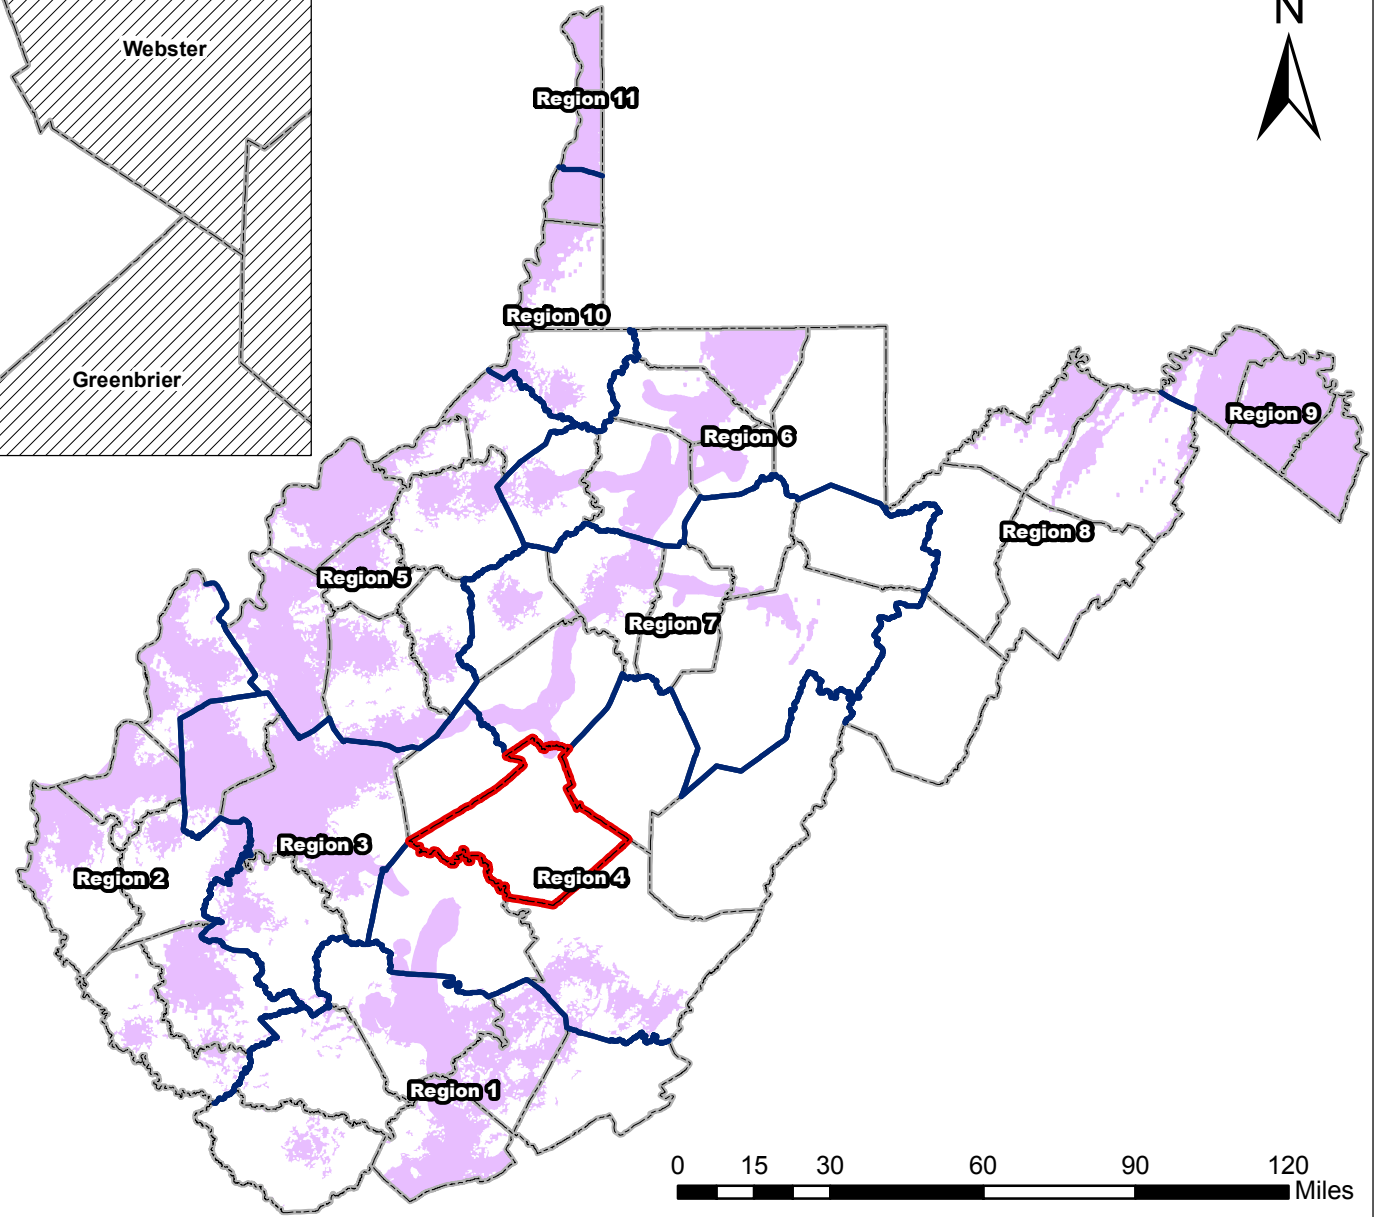 N
Webster
Region 11
Region 10
Greenbrier
Region 9
Region 6
Region 8
Region 5
Region 7
Region 3
Region 2
Region 4
Region 1
0 15 30 60 90 120
Miles